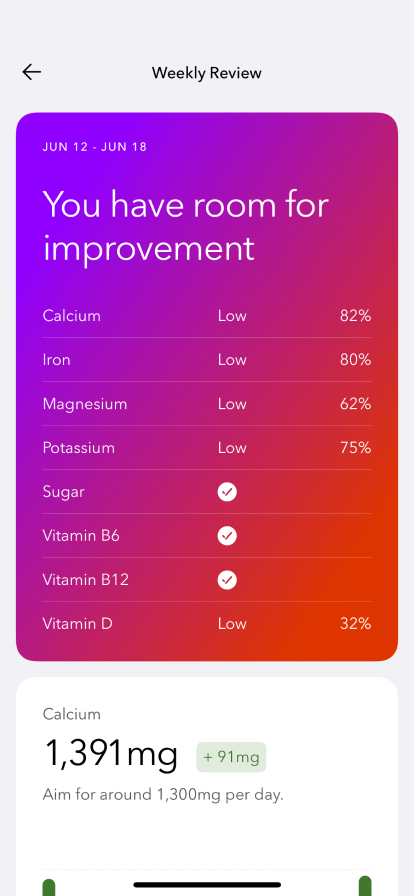 Weekly Review
JUN 12 - JUN 18
You have room for
improvement
Calcium Low 82%
Iron Low 80%
Magnesium Low 62%
Potassium Low 75%
Sugar
Vitamin B6
Vitamin B12
Vitamin D Low 32%
Calcium
1,391mg + 91mg
Aim for around 1,300mg per day.